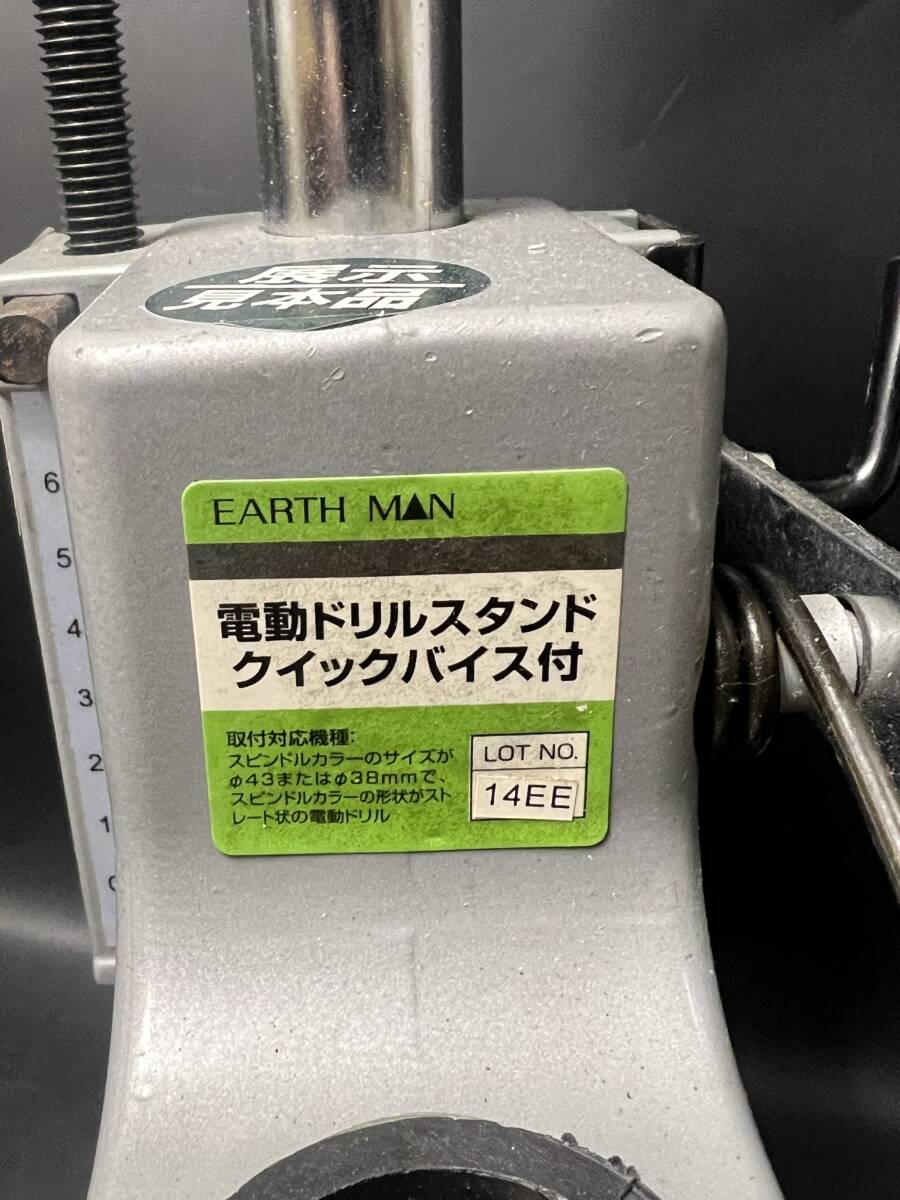 展示
見本品
EARTH MAN
電動ドリルスタンド
クイックバイス付
取付対応機種:
スピンドルカラーのサイズが
φ43またはφ38mmで、
スピンドルカラーの形状がスト
レート状の電動ドリル
LOT NO.
14EE
6
5
4
3
2
1
0